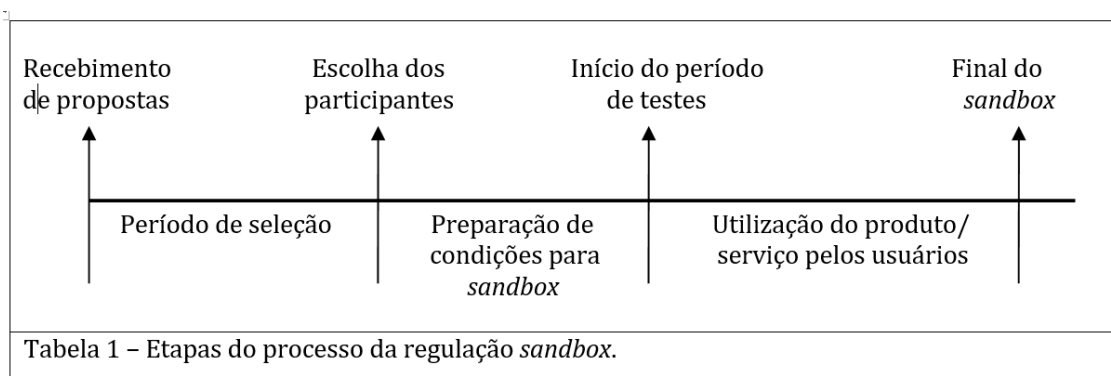 Recebimento
de propostas
Escolha dos
participantes
Início do período
de testes
Final do
sandbox
Período de seleção
Preparação de
condições para
sandbox
Utilização do produto/
serviço pelos usuários
Tabela 1 – Etapas do processo da regulação sandbox.